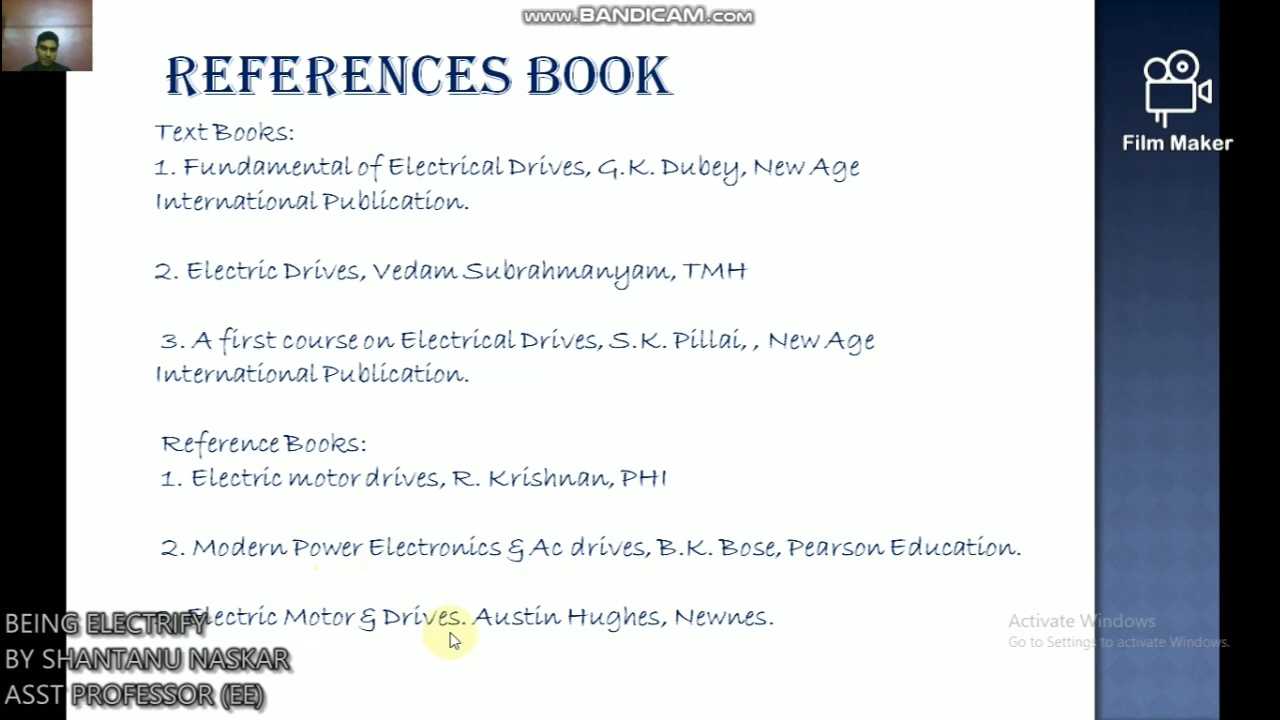 www.BANDICAM.com
REFERENCES BOOK
Film Maker
Text Books:
1. Fundamental of Electrical Drives, G.K. Dubey, New Age
International Publication.
2. Electric Drives, Vedam Subrahmanyam, TMH
3. A first course on Electrical Drives, S.K. Pillai, , New Age
International Publication.
Reference Books:
1. Electric motor drives, R. Krishnan, PHI
2. Modern Power Electronics & Ac drives, B.K. Bose, Pearson Education.
Electric Motor & Drives. Austin Hughes, Newnes.
BEING ELECTRIFY
BY SHANTANU NASKAR
ASST PROFESSOR (EE)
Activate Windows
Go to Settings to activate Windows.